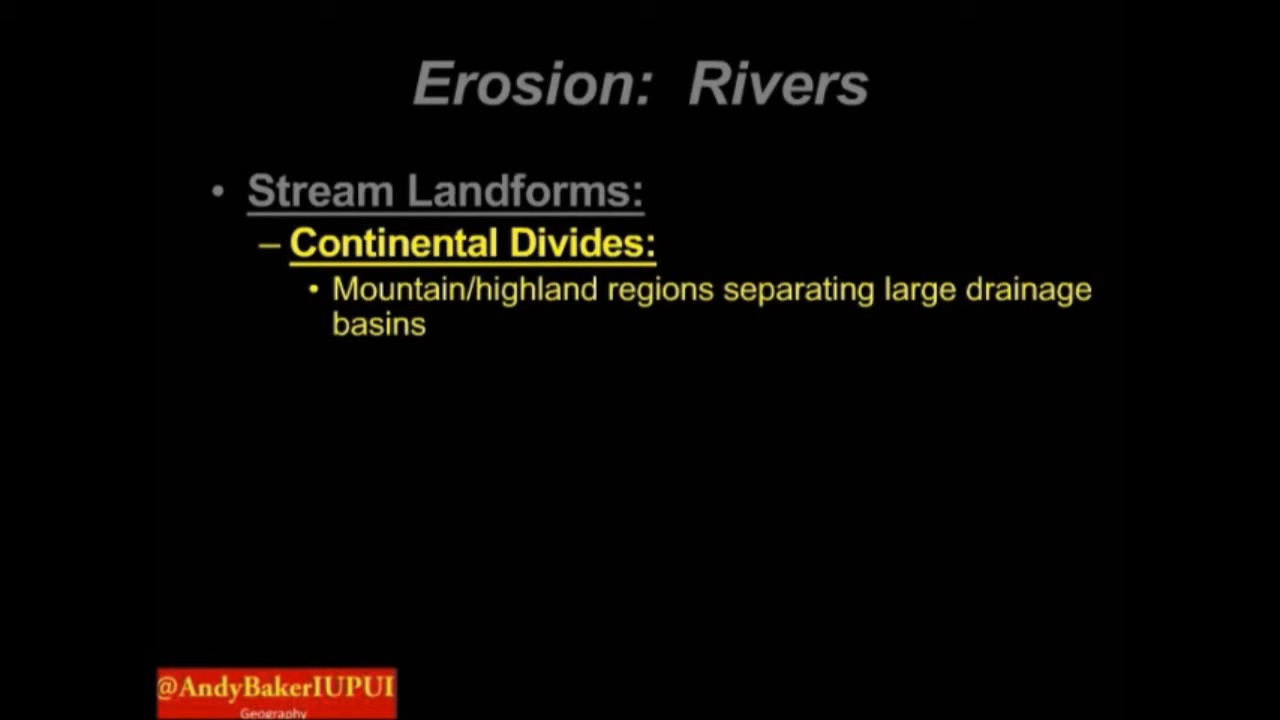 Erosion: Rivers
• Stream Landforms:
– Continental Divides:
• Mountain/highland regions separating large drainage
basins
@AndyBakerIUPUI
Geography